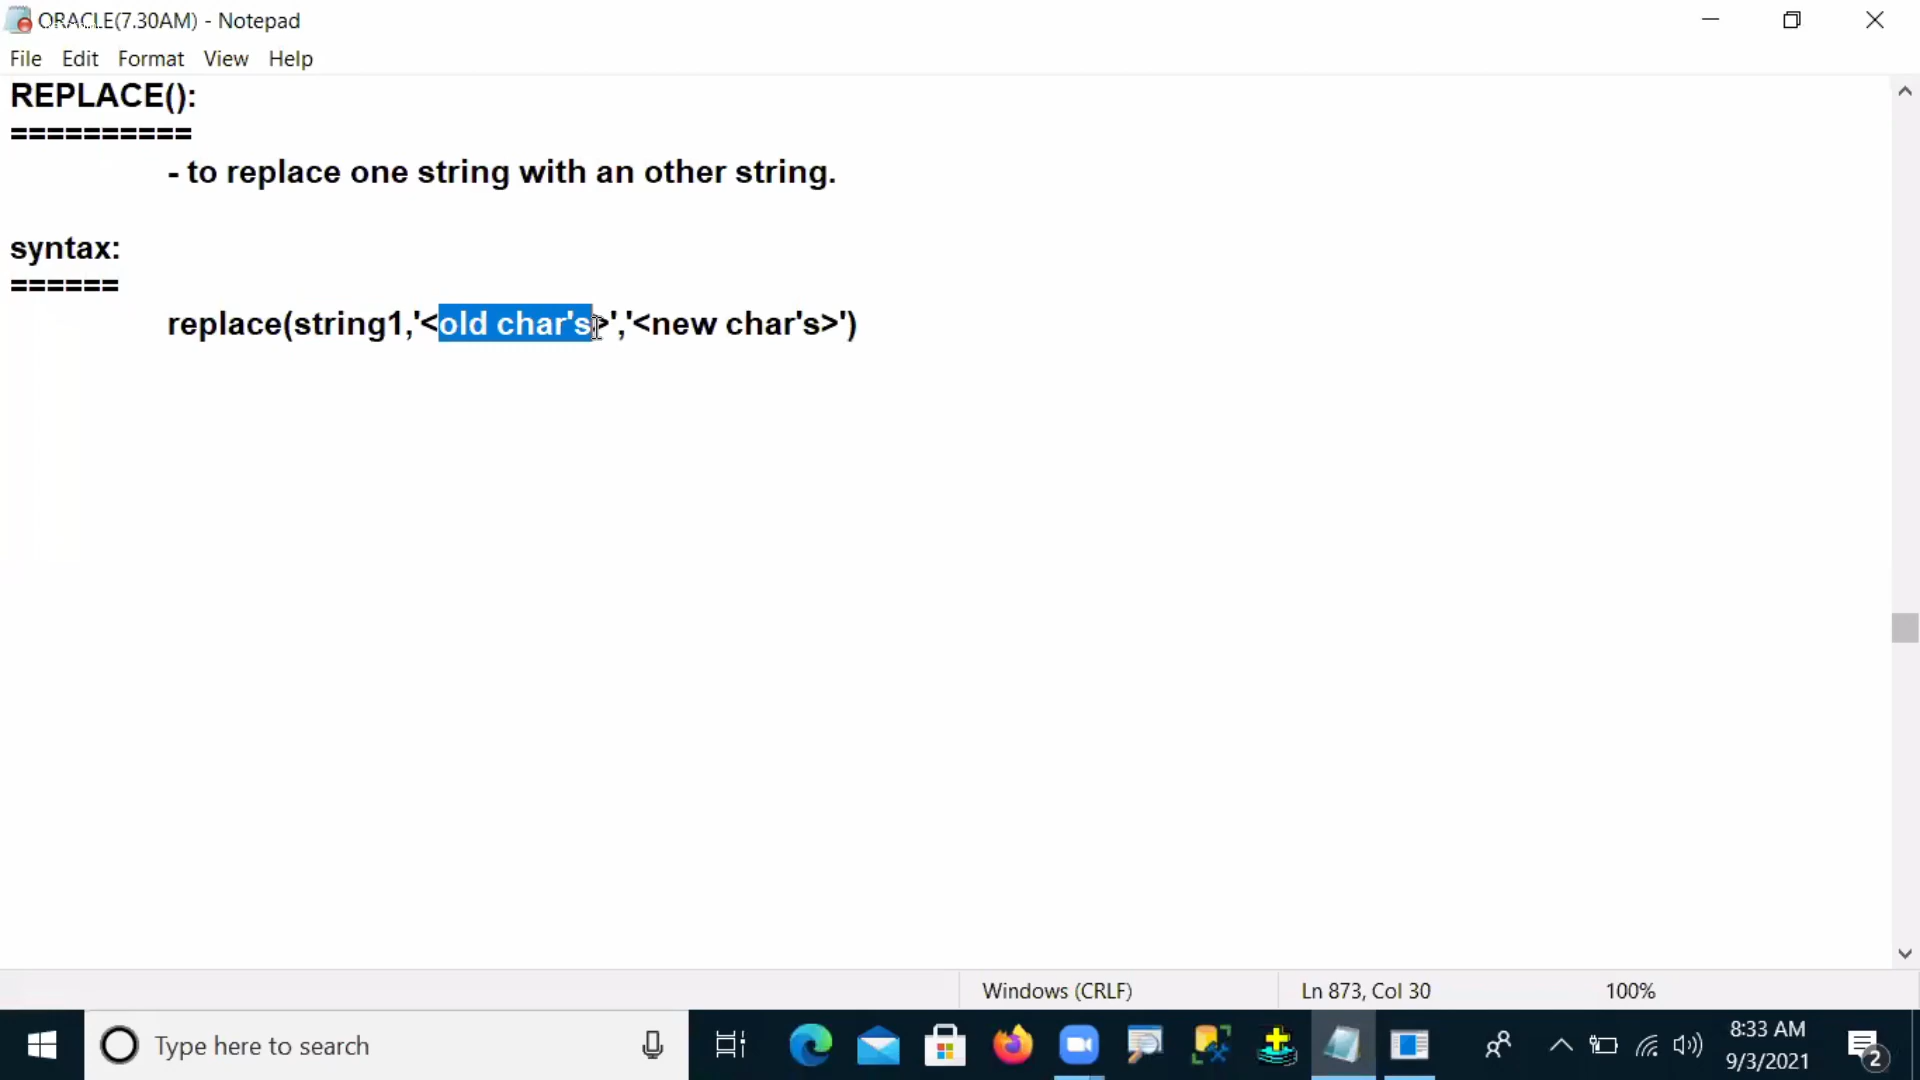 ORACLE(7.30AM) - Notepad
File Edit Format View Help
REPLACE():
==========
- to replace one string with an other string.
syntax:
======
replace(string1,'<old char's>','<new char's>')
Windows (CRLF) Ln 873, Col 30 100%
Type here to search
8:33 AM
9/3/2021
2